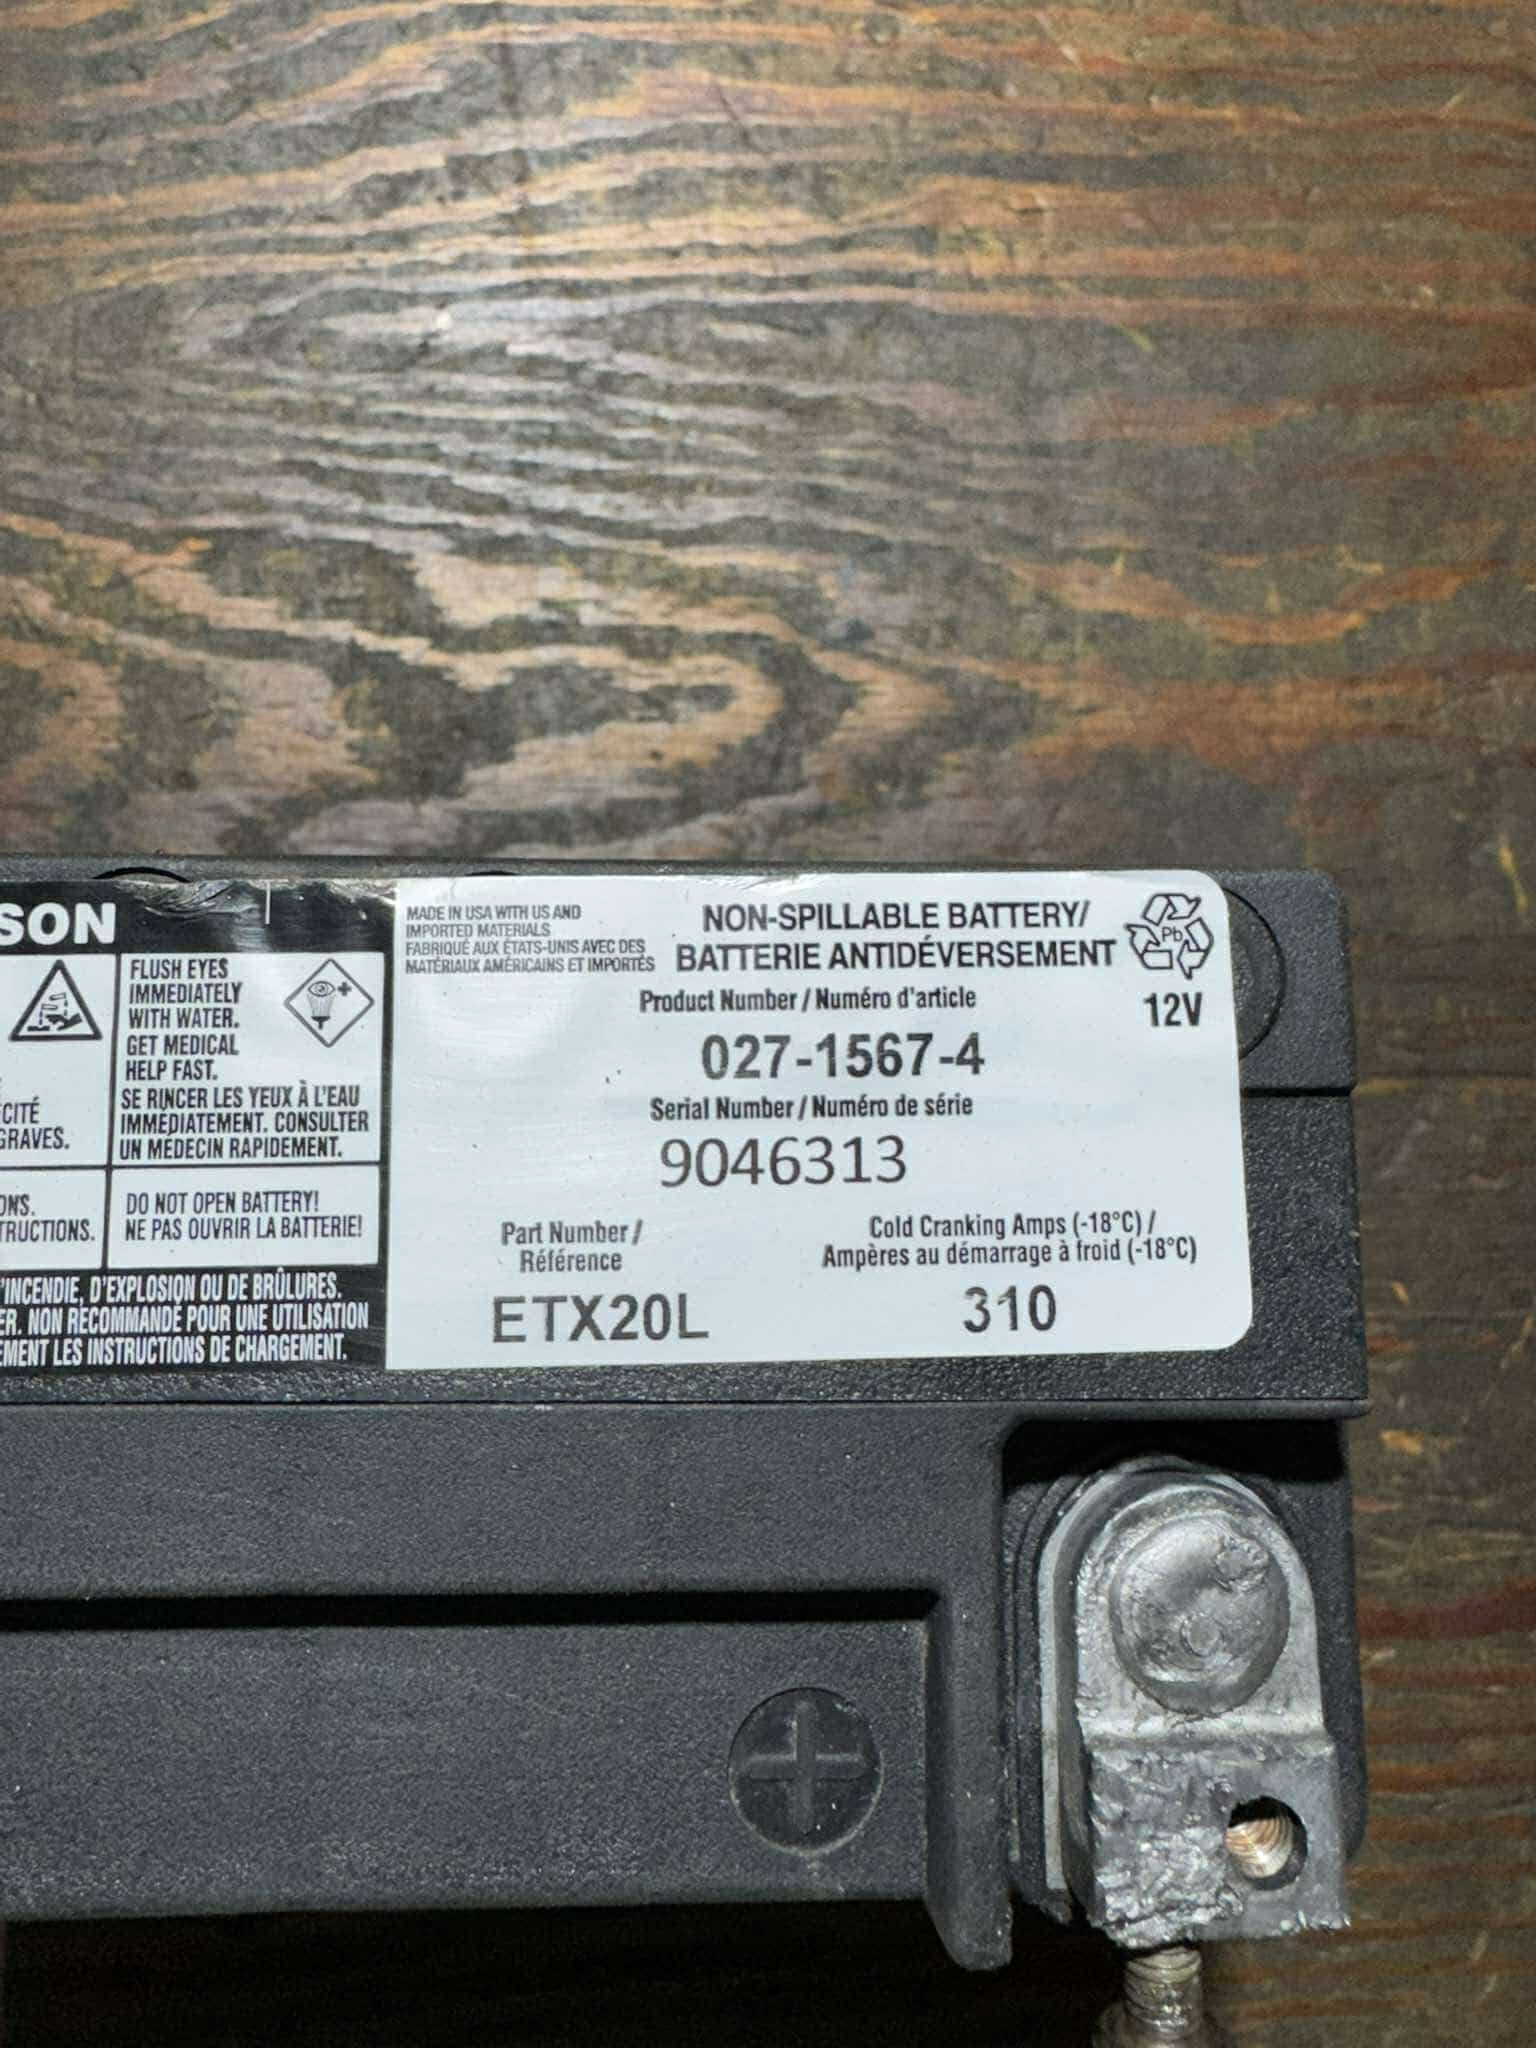 SON
FLUSH EYES
IMMEDIATELY
WITH WATER.
GET MEDICAL
HELP FAST.
SE RINCER LES YEUX À L'EAU
IMMÉDIATEMENT. CONSULTER
UN MÉDECIN RAPIDEMENT.
CITÉ
GRAVES.
ONS.
TRUCTIONS.
DO NOT OPEN BATTERY!
NE PAS OUVRIR LA BATTERIE!
'INCENDIE, D'EXPLOSION OU DE BRÛLURES.
ER. NON RECOMMANDÉ POUR UNE UTILISATION
EMENT LES INSTRUCTIONS DE CHARGEMENT.
MADE IN USA WITH US AND
IMPORTED MATERIALS
FABRIQUÉ AUX ÉTATS-UNIS AVEC DES
MATÉRIAUX AMÉRICAINS ET IMPORTÉS
NON-SPILLABLE BATTERY/
BATTERIE ANTIDÉVERSEMENT
Pb
12V
Product Number / Numéro d'article
027-1567-4
Serial Number / Numéro de série
9046313
Part Number /
Référence
ETX20L
Cold Cranking Amps (-18°C) /
Ampères au démarrage à froid (-18°C)
310
+